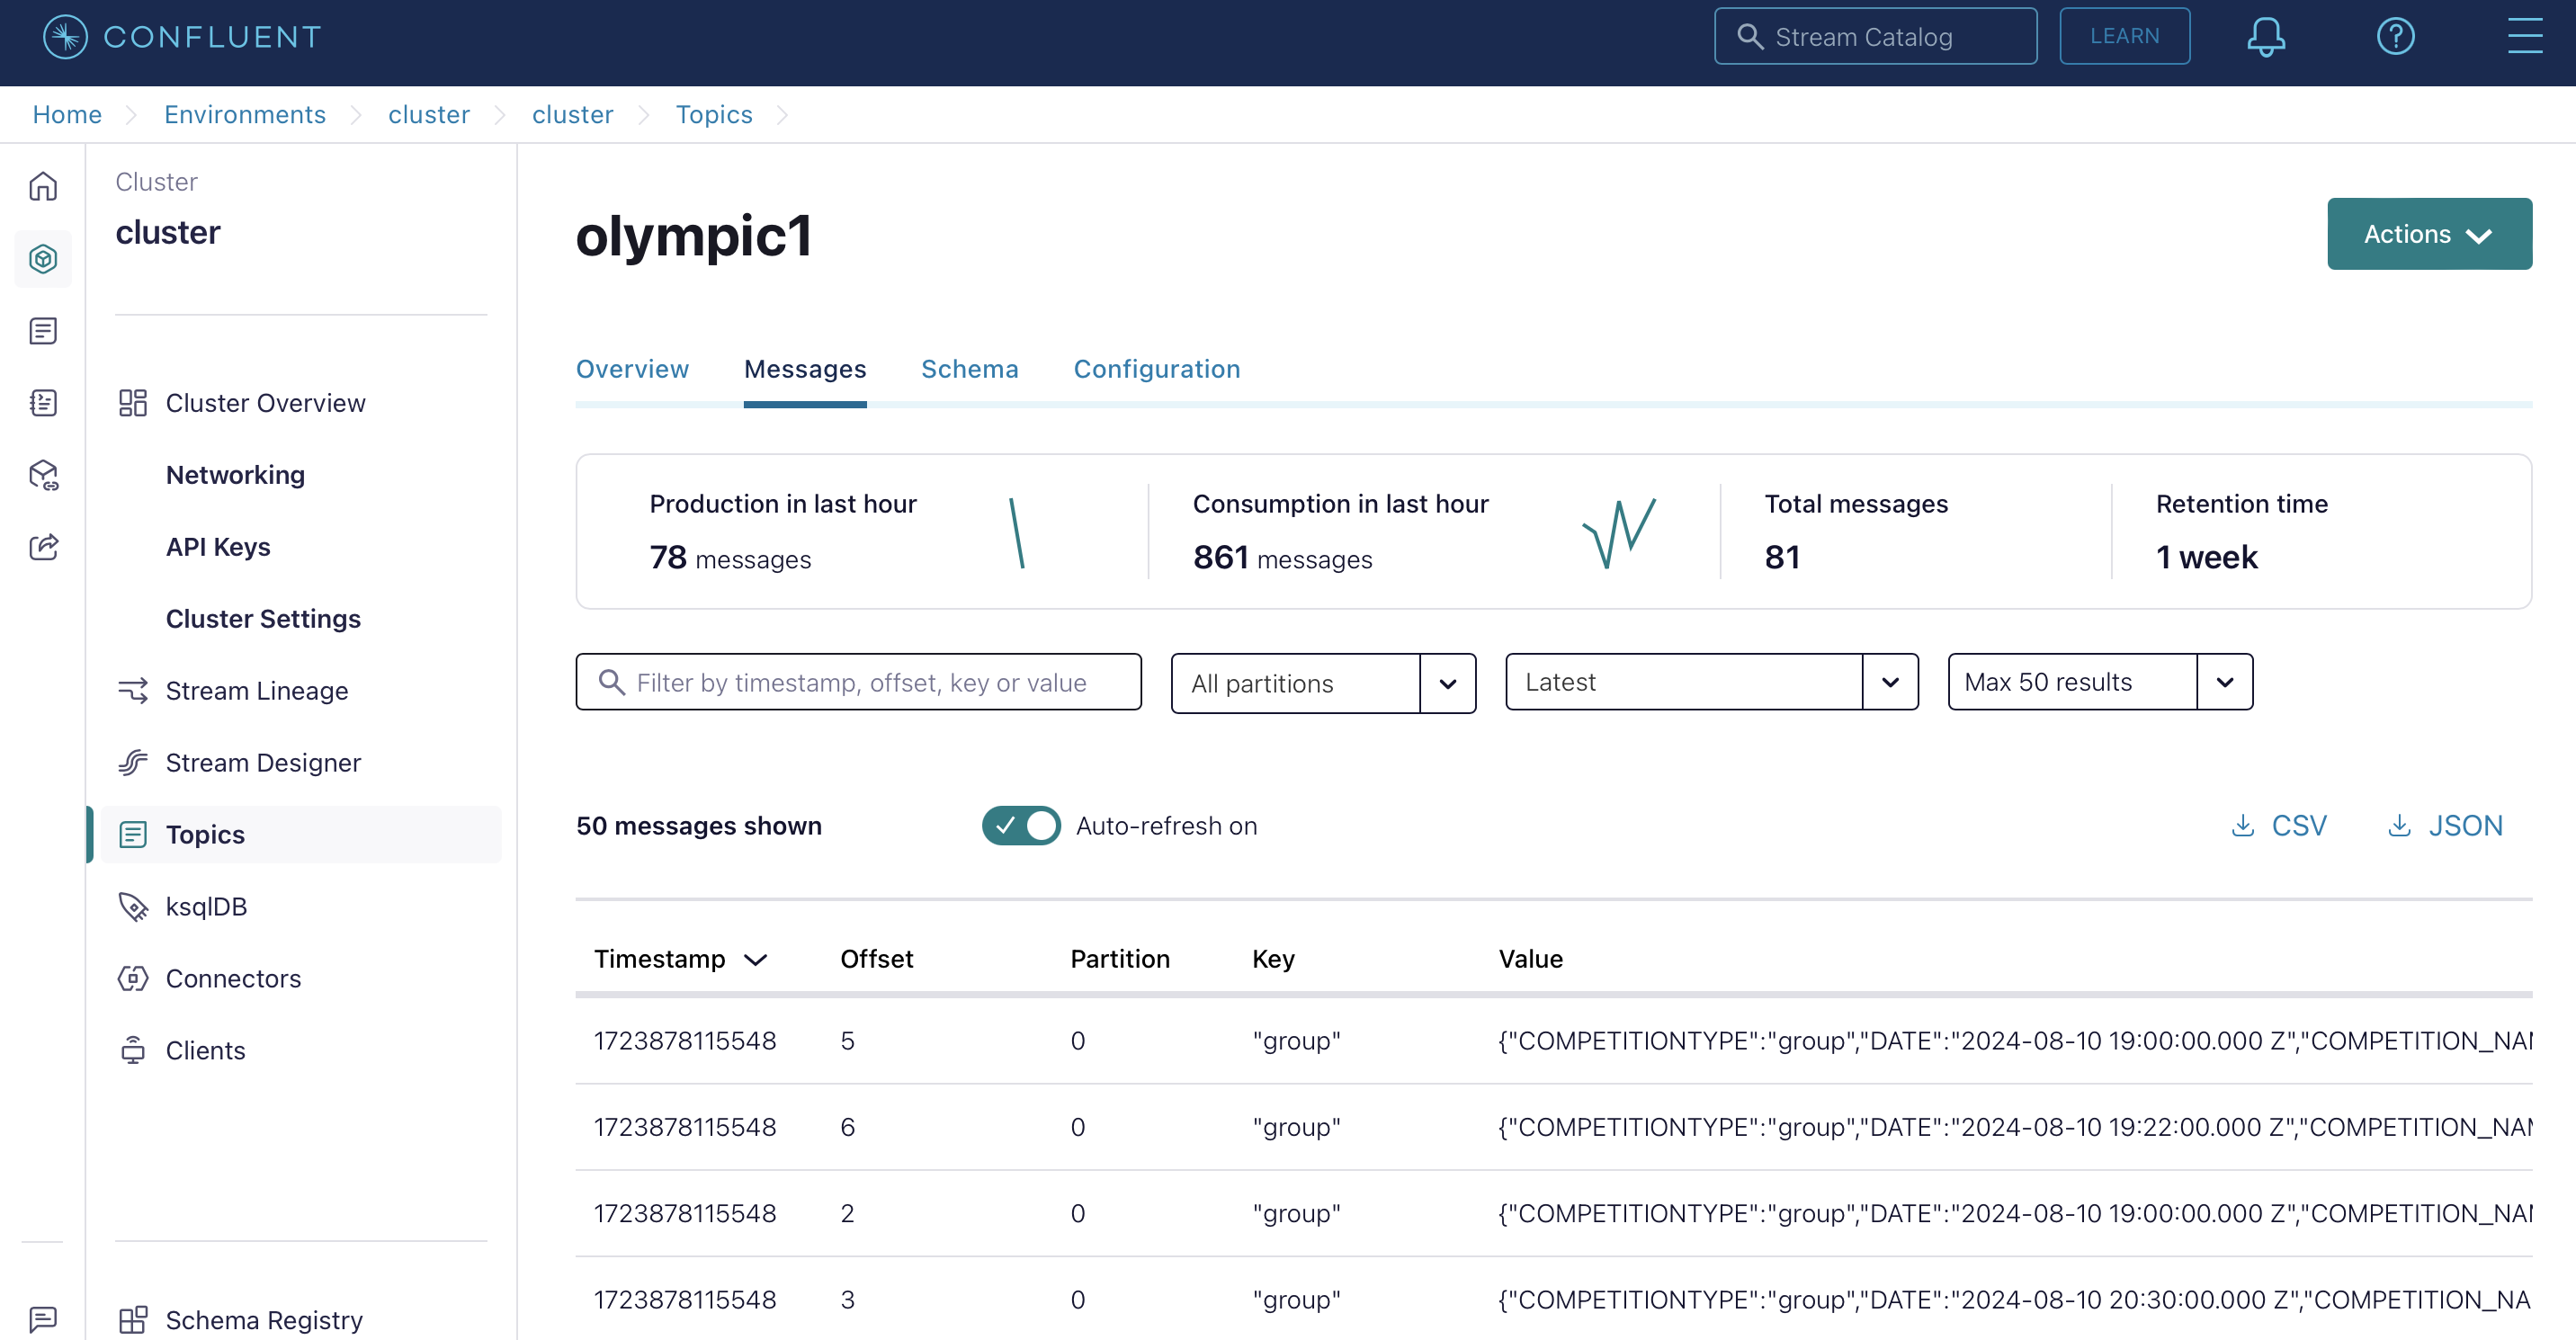 CONFLUENT
Stream Catalog
LEARN
Home
Environments
cluster
cluster
Topics
Cluster
cluster
Cluster Overview
Networking
API Keys
Cluster Settings
Stream Lineage
Stream Designer
Topics
ksqlDB
Connectors
Clients
Schema Registry
olympic1
Actions
Overview Messages Schema Configuration
Production in last hour
78 messages
Consumption in last hour
861 messages
Total messages
81
Retention time
1 week
Filter by timestamp, offset, key or value
All partitions
Latest
Max 50 results
50 messages shown
Auto-refresh on
CSV
JSON
Timestamp Offset Partition Key Value
1723878115548 5 0 "group" {"COMPETITIONTYPE":"group","DATE":"2024-08-10 19:00:00.000 Z","COMPETITION_NA
1723878115548 6 0 "group" {"COMPETITIONTYPE":"group","DATE":"2024-08-10 19:22:00.000 Z","COMPETITION_NA
1723878115548 2 0 "group" {"COMPETITIONTYPE":"group","DATE":"2024-08-10 19:00:00.000 Z","COMPETITION_NA
1723878115548 3 0 "group" {"COMPETITIONTYPE":"group","DATE":"2024-08-10 20:30:00.000 Z","COMPETITION_NA